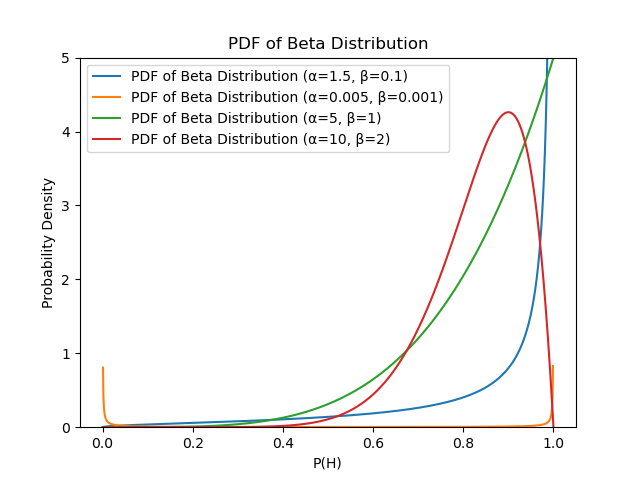 PDF of Beta Distribution
PDF of Beta Distribution (α=1.5, β=0.1)
PDF of Beta Distribution (α=0.005, β=0.001)
PDF of Beta Distribution (α=5, β=1)
PDF of Beta Distribution (α=10, β=2)
Probability Density
5
4
3
2
1
0
0.0 0.2 0.4 0.6 0.8 1.0
P(H)